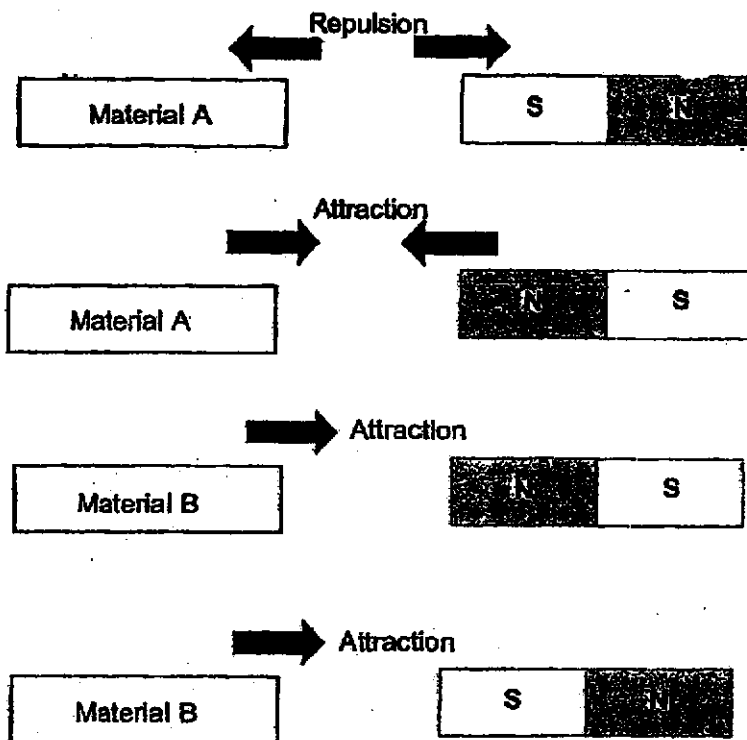 Repulsion
Material A S N
Attraction
Material A N S
Attraction
Material B N S
Attraction
Material B S N